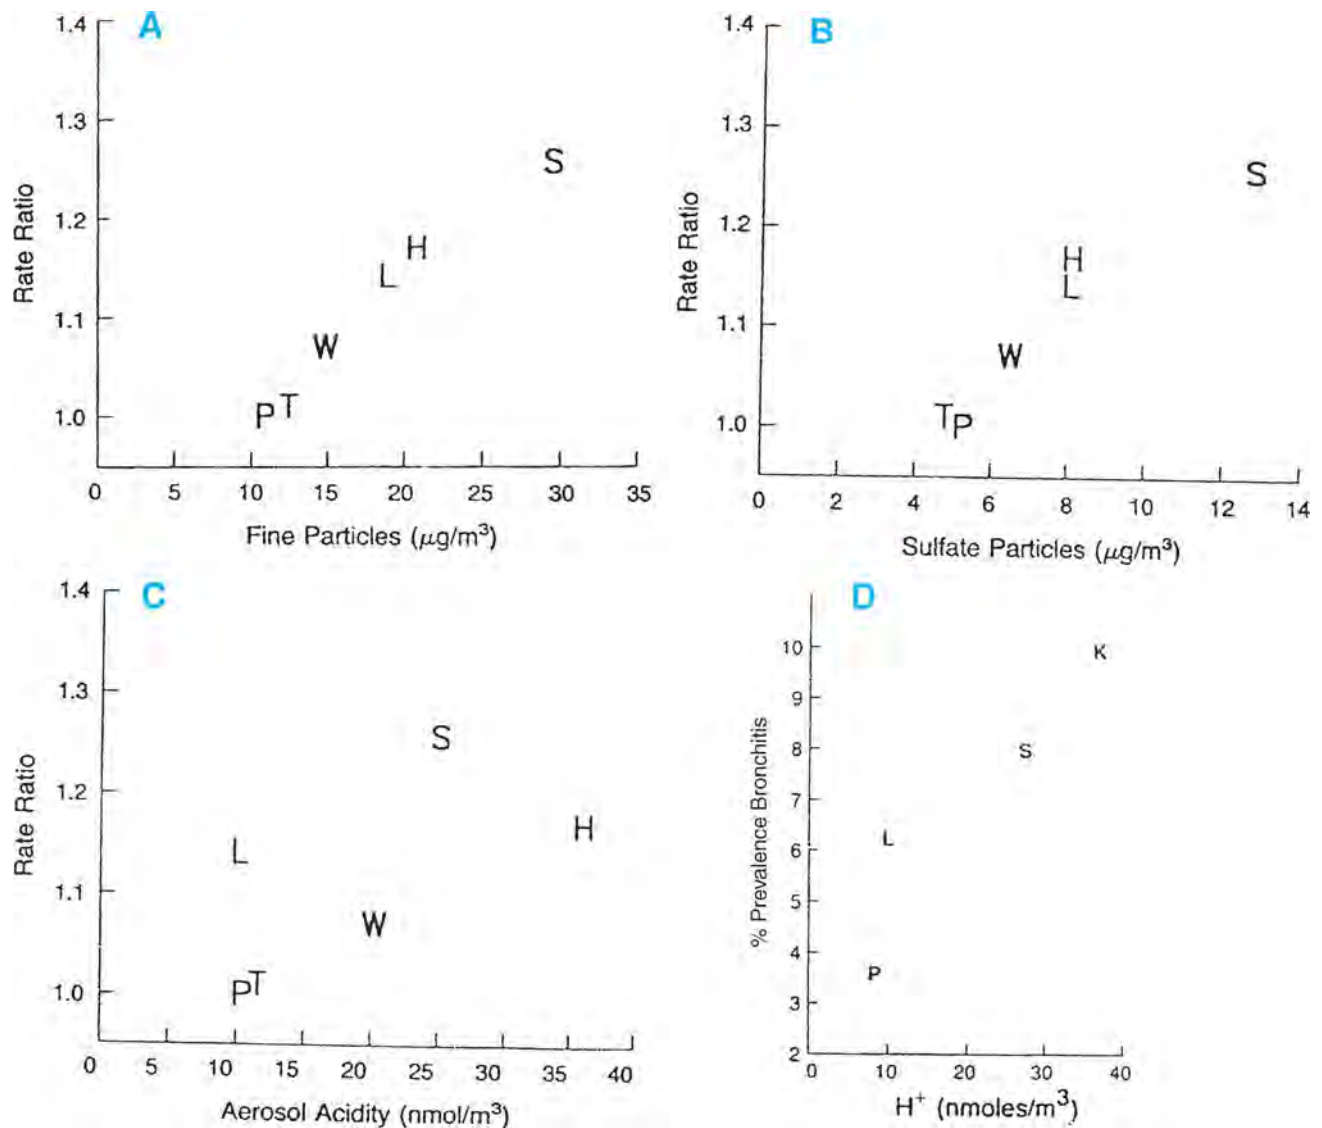 A
1.4
1.3
1.2
1.1
1.0
Rate Ratio
S
H
L
W
P T
0 5 10 15 20 25 30 35
Fine Particles (μg/m³)
B
1.4
1.3
1.2
1.1
1.0
Rate Ratio
S
H
L
W
T P
0 2 4 6 8 10 12 14
Sulfate Particles (μg/m³)
C
1.4
1.3
1.2
1.1
1.0
Rate Ratio
S
H
L
W
P T
0 5 10 15 20 25 30 35 40
Aerosol Acidity (nmol/m³)
D
10
9
8
7
6
5
4
3
2
% Prevalence Bronchitis
K
S
L
P
0 10 20 30 40
H⁺ (nmoles/m³)